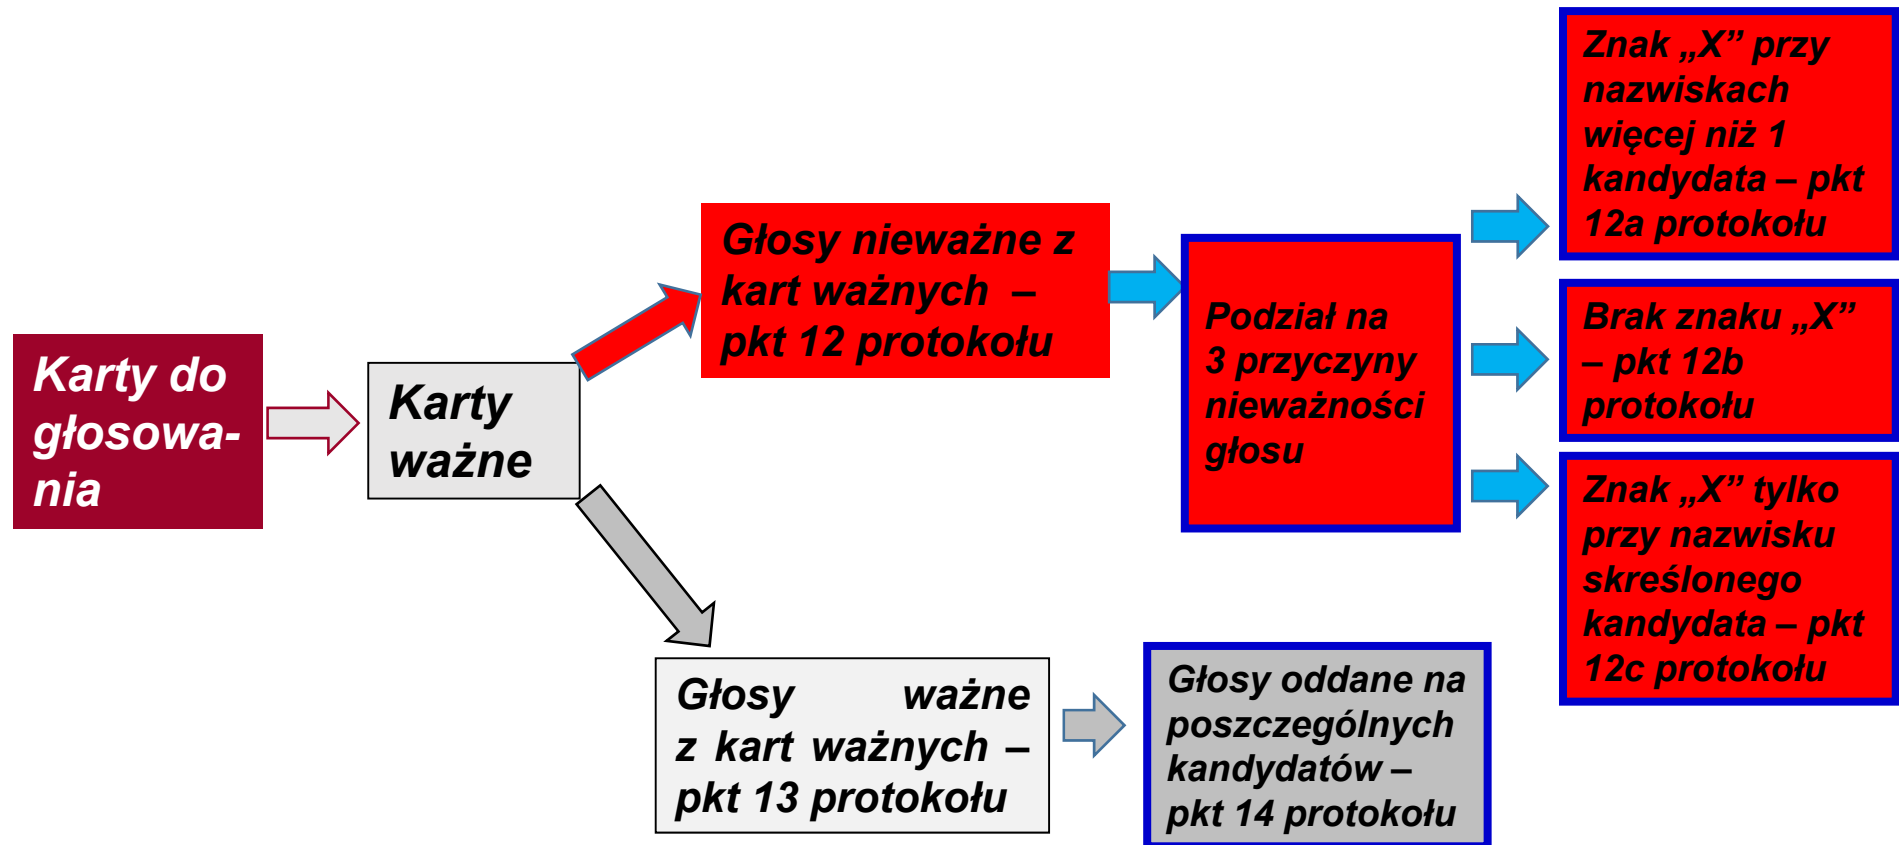 Karty do
głosowa-
nia
Karty
ważne
Głosy nieważne z
kart ważnych –
pkt 12 protokołu
Podział na
3 przyczyny
nieważności
głosu
Znak „X” przy
nazwiskach
więcej niż 1
kandydata – pkt
12a protokołu
Brak znaku „X”
– pkt 12b
protokołu
Znak „X” tylko
przy nazwisku
skreślonego
kandydata – pkt
12c protokołu
Głosy ważne
z kart ważnych –
pkt 13 protokołu
Głosy oddane na
poszczególnych
kandydatów –
pkt 14 protokołu